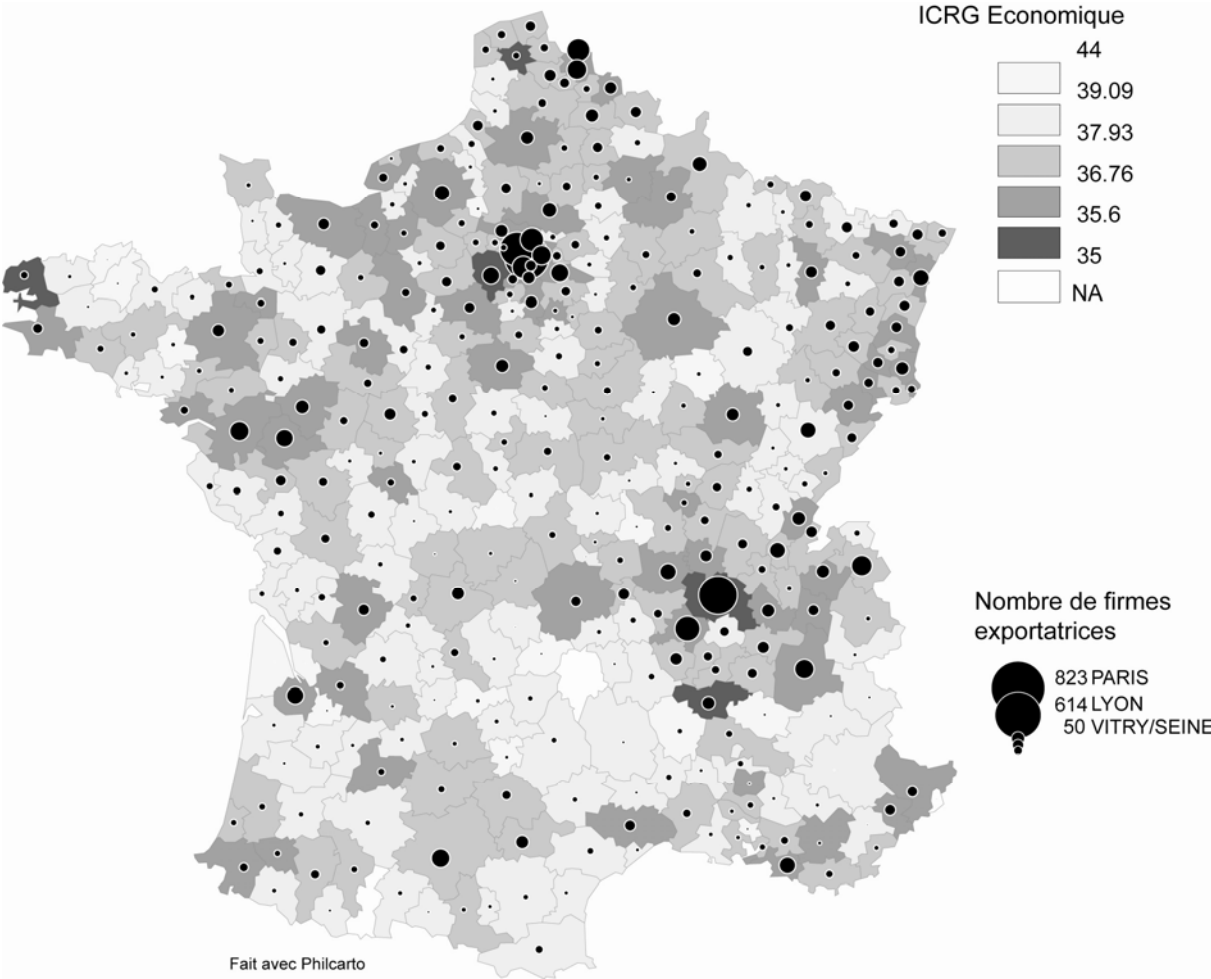 ICRG Economique
44
39.09
37.93
36.76
35.6
35
NA
Nombre de firmes
exportatrices
823 PARIS
614 LYON
50 VITRY/SEINE
Fait avec Philcarto